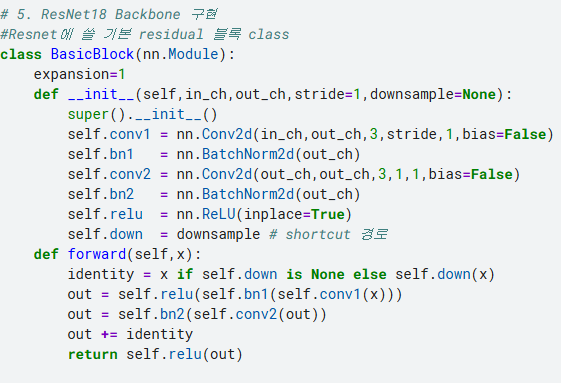 # 5. ResNet18 Backbone 구현
#Resnet에 쓸 기본 residual 블록 class
class BasicBlock(nn.Module):
    expansion=1
    def __init__(self,in_ch,out_ch,stride=1,downsample=None):
        super().__init__()
        self.conv1 = nn.Conv2d(in_ch,out_ch,3,stride,1,bias=False)
        self.bn1   = nn.BatchNorm2d(out_ch)
        self.conv2 = nn.Conv2d(out_ch,out_ch,3,1,1,bias=False)
        self.bn2   = nn.BatchNorm2d(out_ch)
        self.relu  = nn.ReLU(inplace=True)
        self.down  = downsample # shortcut 경로
    def forward(self,x):
        identity = x if self.down is None else self.down(x)
        out = self.relu(self.bn1(self.conv1(x)))
        out = self.bn2(self.conv2(out))
        out += identity
        return self.relu(out)